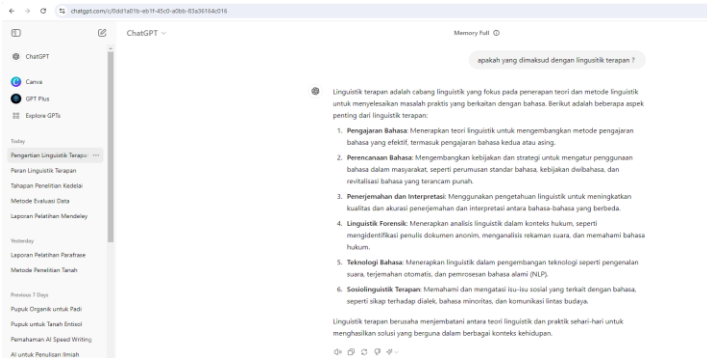 chatgpt.com/c/0dd1a01b-eb1f-45c0-a0bb-83a36164c016
ChatGPT
Memory Full
ChatGPT
Canva
GPT Plus
Explore GPTs
Today
Pengertian Linguistik Terapan
Peran Linguistik Terapan
Tahapan Penelitian Kedelai
Metode Evaluasi Data
Laporan Pelatihan Mendeley
Yesterday
Laporan Pelatihan Parafrase
Metode Penelitian Tanah
Previous 7 Days
Pupuk Organik untuk Padi
Pupuk untuk Tanah Entisol
Pemahaman AI Speed Writing
AI untuk Penulisan Ilmiah
apakah yang dimaksud dengan lingusitik terapan ?
Linguistik terapan adalah cabang linguistik yang fokus pada penerapan teori dan metode linguistik
untuk menyelesaikan masalah praktis yang berkaitan dengan bahasa. Berikut adalah beberapa aspek
penting dari linguistik terapan:
1. Pengajaran Bahasa: Menerapkan teori linguistik untuk mengembangkan metode pengajaran
bahasa yang efektif, termasuk pengajaran bahasa kedua atau asing.
2. Perencanaan Bahasa: Mengembangkan kebijakan dan strategi untuk mengatur penggunaan
bahasa dalam masyarakat, seperti perumusan standar bahasa, kebijakan dwibahasa, dan
revitalisasi bahasa yang terancam punah.
3. Penerjemahan dan Interpretasi: Menggunakan pengetahuan linguistik untuk meningkatkan
kualitas dan akurasi penerjemahan dan interpretasi antara bahasa-bahasa yang berbeda.
4. Linguistik Forensik: Menerapkan analisis linguistik dalam konteks hukum, seperti
mengidentifikasi penulis dokumen anonim, menganalisis rekaman suara, dan memahami bahasa
hukum.
5. Teknologi Bahasa: Menerapkan linguistik dalam pengembangan teknologi seperti pengenalan
suara, terjemahan otomatis, dan pemrosesan bahasa alami (NLP).
6. Sosiolinguistik Terapan: Memahami dan mengatasi isu-isu sosial yang terkait dengan bahasa,
seperti sikap terhadap dialek, bahasa minoritas, dan komunikasi lintas budaya.
Linguistik terapan berusaha menjembatani antara teori linguistik dan praktik sehari-hari untuk
menghasilkan solusi yang berguna dalam berbagai konteks kehidupan.